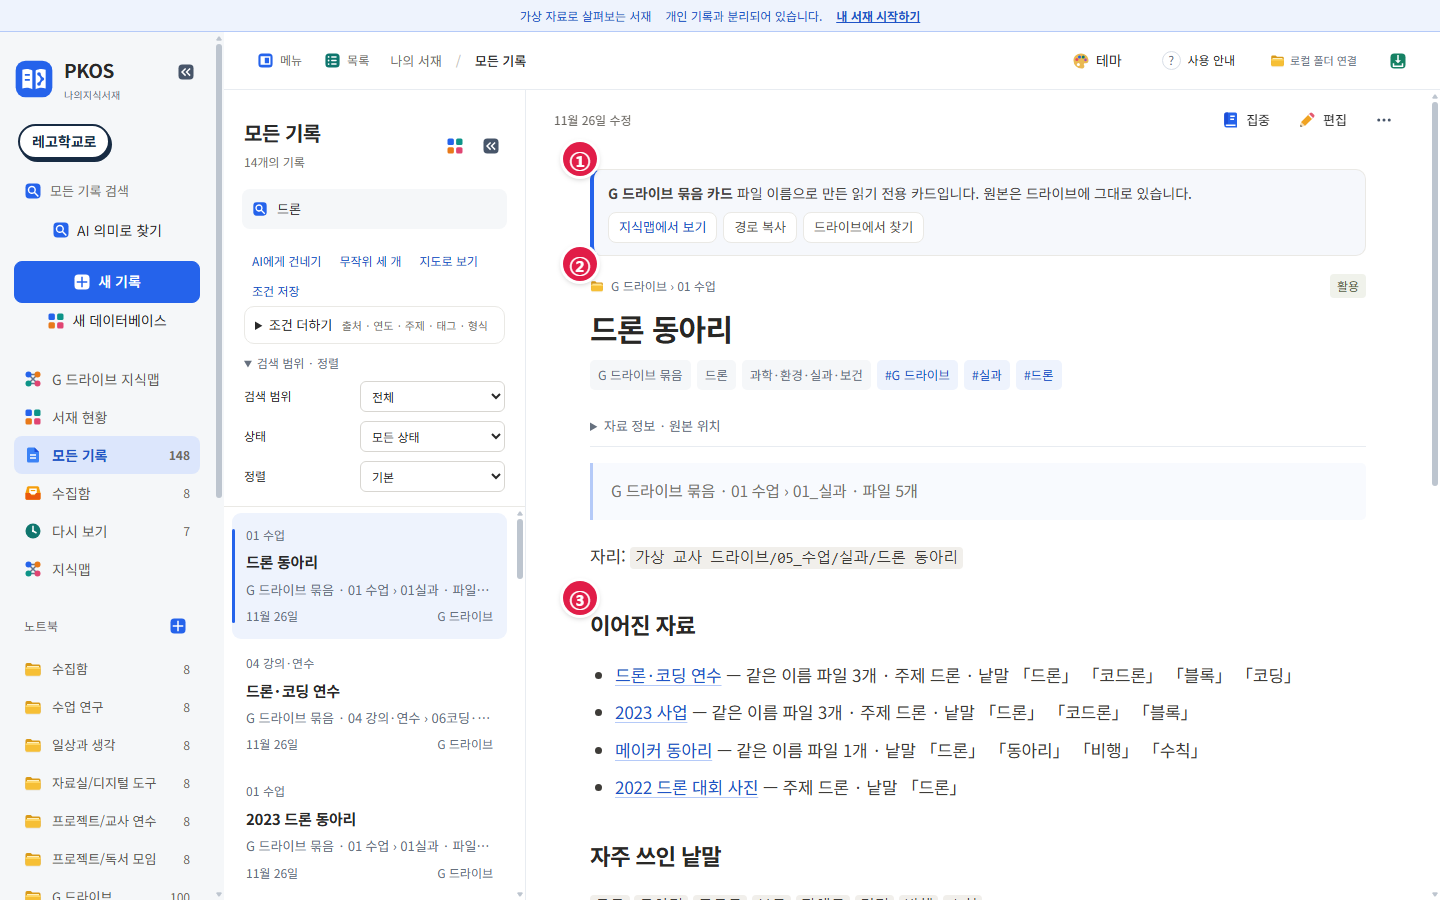 가상 자료로 살펴보는 서재 개인 기록과 분리되어 있습니다. 내 서재 시작하기
PKOS
나의지식서재
레고학교로
모든 기록 검색
AI 의미로 찾기
새 기록
새 데이터베이스
G 드라이브 지식맵
서재 현황
모든 기록 148
수집함 8
다시 보기 7
지식맵
노트북
수집함 8
수업 연구 8
일상과 생각 8
자료실/디지털 도구 8
프로젝트/교사 연수 8
프로젝트/독서 모임 8
G 드라이브 100
메뉴 목록 나의 서재 / 모든 기록
테마 ? 사용 안내 로컬 폴더 연결
모든 기록
14개의 기록
드론
AI에게 건네기 무작위 세 개 지도로 보기
조건 저장
▶ 조건 더하기 출처 · 연도 · 주제 · 태그 · 형식
▼ 검색 범위 · 정렬
검색 범위 전체
상태 모든 상태
정렬 기본
01 수업
드론 동아리
G 드라이브 묶음 · 01 수업 › 01실과 · 파일…
11월 26일 G 드라이브
04 강의·연수
드론·코딩 연수
G 드라이브 묶음 · 04 강의·연수 › 06코딩·…
11월 26일 G 드라이브
01 수업
2023 드론 동아리
G 드라이브 묶음 · 01 수업 › 01실과 · 파일…
11월 26일 G 드라이브
11월 26일 수정
집중 편집 …
①
G 드라이브 묶음 카드 파일 이름으로 만든 읽기 전용 카드입니다. 원본은 드라이브에 그대로 있습니다.
지식맵에서 보기 경로 복사 드라이브에서 찾기
②
G 드라이브 › 01 수업 활용
드론 동아리
G 드라이브 묶음 드론 과학·환경·실과·보건 #G 드라이브 #실과 #드론
▶ 자료 정보 · 원본 위치
G 드라이브 묶음 · 01 수업 › 01_실과 · 파일 5개
자리: 가상 교사 드라이브/05_수업/실과/드론 동아리
③
이어진 자료
• 드론·코딩 연수 — 같은 이름 파일 3개 · 주제 드론 · 낱말 「드론」 「코드론」 「블록」 「코딩」
• 2023 사업 — 같은 이름 파일 3개 · 주제 드론 · 낱말 「드론」 「코드론」 「블록」
• 메이커 동아리 — 같은 이름 파일 1개 · 낱말 「드론」 「동아리」 「비행」 「수칙」
• 2022 드론 대회 사진 — 주제 드론 · 낱말 「드론」
자주 쓰인 낱말